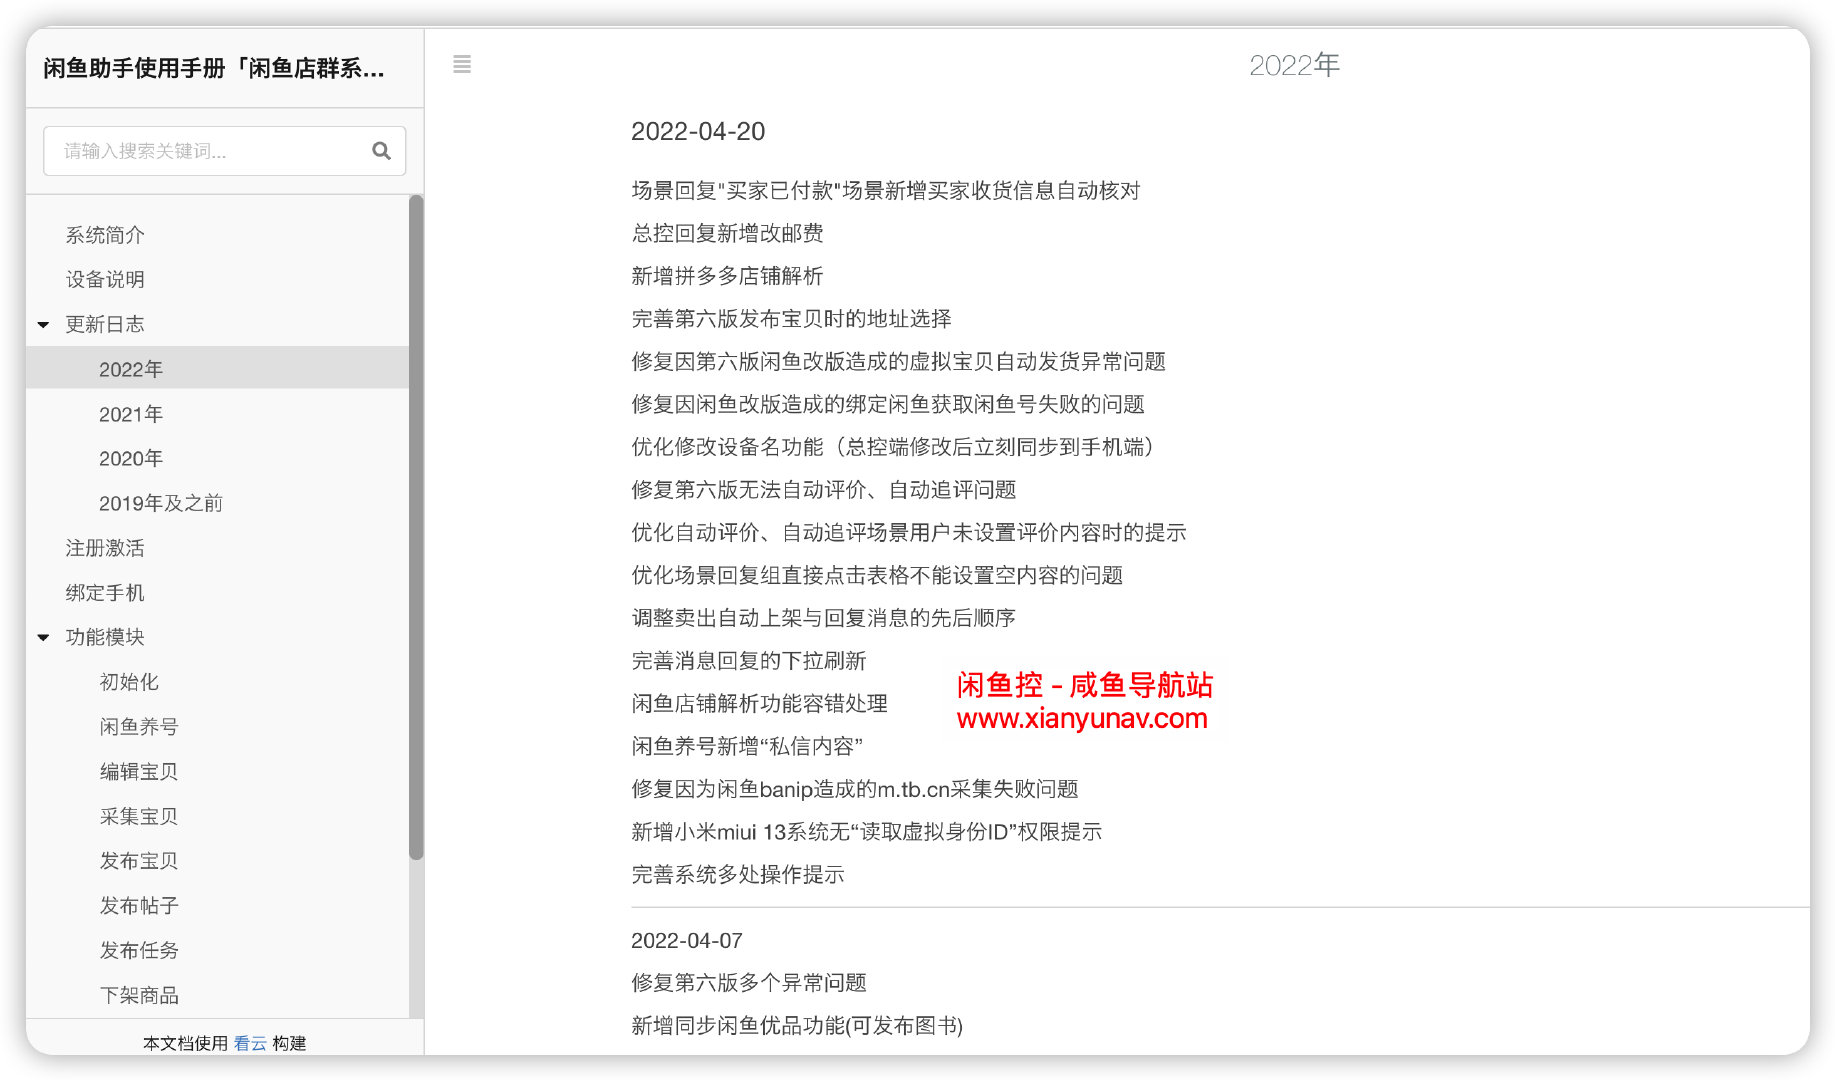 闲鱼助手使用手册「闲鱼店群系...
请输入搜索关键词...
系统简介
设备说明
更新日志
2022年
2021年
2020年
2019年及之前
注册激活
绑定手机
功能模块
初始化
闲鱼养号
编辑宝贝
采集宝贝
发布宝贝
发布帖子
发布任务
下架商品
本文档使用 看云 构建
2022年
2022-04-20
场景回复"买家已付款"场景新增买家收货信息自动核对
总控回复新增改邮费
新增拼多多店铺解析
完善第六版发布宝贝时的地址选择
修复因第六版闲鱼改版造成的虚拟宝贝自动发货异常问题
修复因闲鱼改版造成的绑定闲鱼获取闲鱼号失败的问题
优化修改设备名功能（总控端修改后立刻同步到手机端）
修复第六版无法自动评价、自动追评问题
优化自动评价、自动追评场景用户未设置评价内容时的提示
优化场景回复组直接点击表格不能设置空内容的问题
调整卖出自动上架与回复消息的先后顺序
完善消息回复的下拉刷新
闲鱼店铺解析功能容错处理
闲鱼养号新增“私信内容”
修复因为闲鱼banip造成的m.tb.cn采集失败问题
新增小米miui 13系统无“读取虚拟身份ID”权限提示
完善系统多处操作提示
闲鱼控 - 咸鱼导航站
www.xianyunav.com
2022-04-07
修复第六版多个异常问题
新增同步闲鱼优品功能(可发布图书)